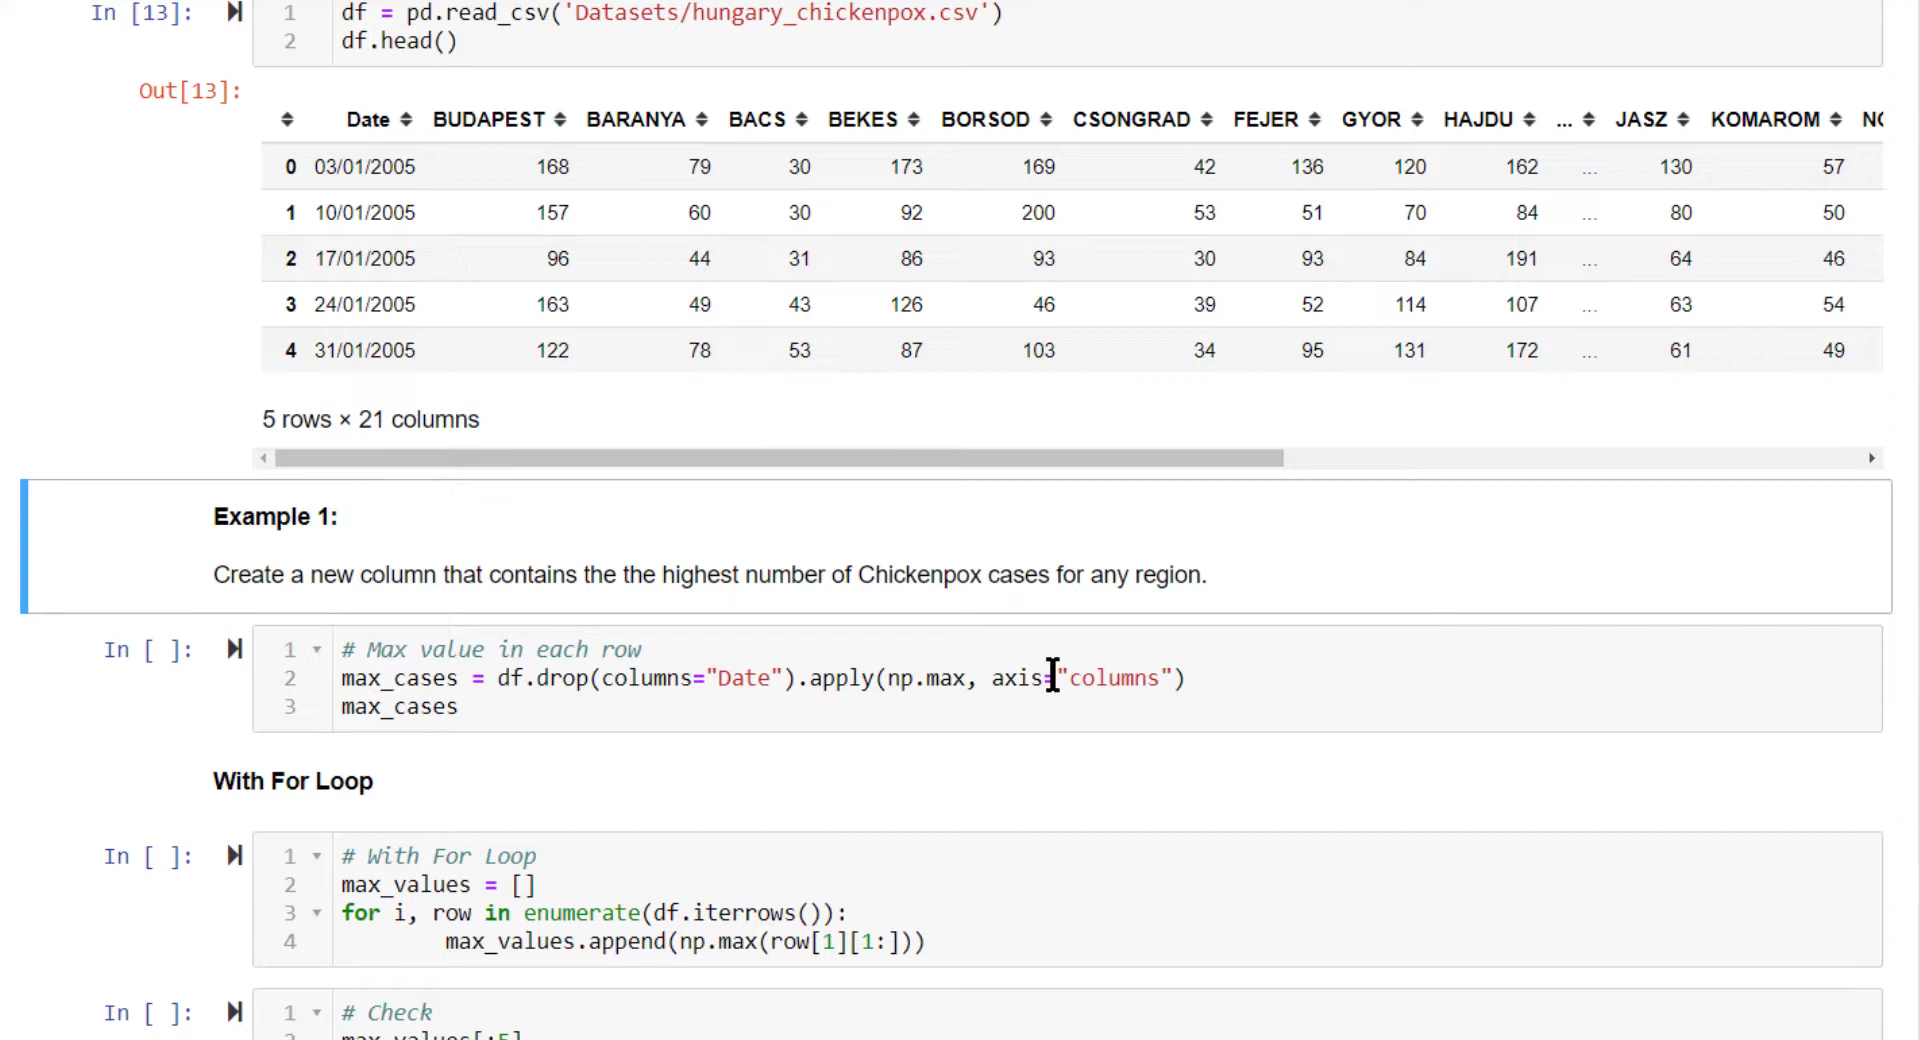 In [13]:
1 df = pd.read_csv('Datasets/hungary_chickenpox.csv')
2 df.head()
Out[13]:
Date BUDAPEST BARANYA BACS BEKES BORSOD CSONGRAD FEJER GYOR HAJDU ... JASZ KOMAROM
0 03/01/2005 168 79 30 173 169 42 136 120 162 ... 130 57
1 10/01/2005 157 60 30 92 200 53 51 70 84 ... 80 50
2 17/01/2005 96 44 31 86 93 30 93 84 191 ... 64 46
3 24/01/2005 163 49 43 126 46 39 52 114 107 ... 63 54
4 31/01/2005 122 78 53 87 103 34 95 131 172 ... 61 49
5 rows × 21 columns
Example 1:
Create a new column that contains the the highest number of Chickenpox cases for any region.
In [ ]:
1 # Max value in each row
2 max_cases = df.drop(columns="Date").apply(np.max, axis="columns")
3 max_cases
With For Loop
In [ ]:
1 # With For Loop
2 max_values = []
3 for i, row in enumerate(df.iterrows()):
4 max_values.append(np.max(row[1][1:]))
In [ ]:
1 # Check
2 max_values[:5]